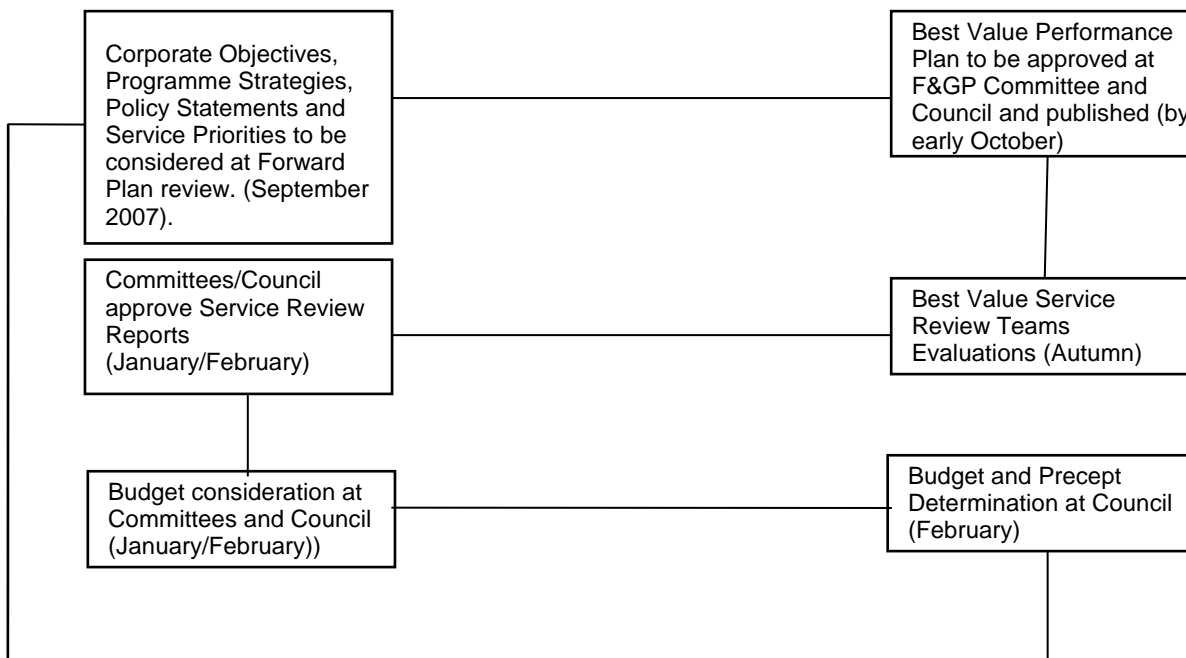 Corporate Objectives,
Programme Strategies,
Policy Statements and
Service Priorities to be
considered at Forward
Plan review. (September
2007).
Best Value Performance
Plan to be approved at
F&GP Committee and
Council and published (by
early October)
Committees/Council
approve Service Review
Reports
(January/February)
Best Value Service
Review Teams
Evaluations (Autumn)
Budget consideration at
Committees and Council
(January/February))
Budget and Precept
Determination at Council
(February)